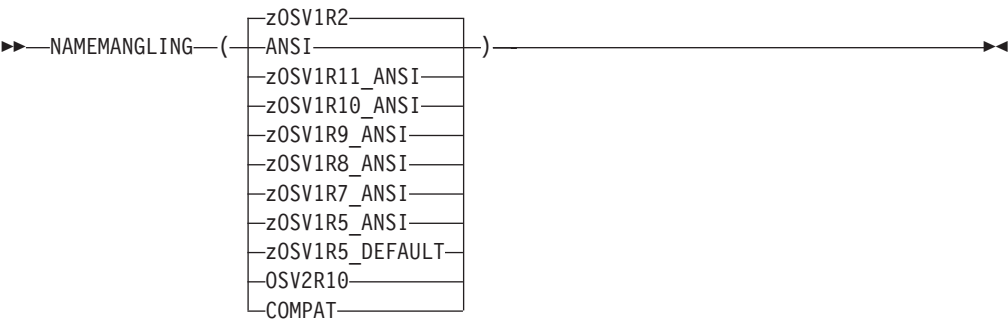 zOSV1R2
NAMEMANGLING ( ANSI )
zOSV1R11_ANSI
zOSV1R10_ANSI
zOSV1R9_ANSI
zOSV1R8_ANSI
zOSV1R7_ANSI
zOSV1R5_ANSI
zOSV1R5_DEFAULT
OSV2R10
COMPAT